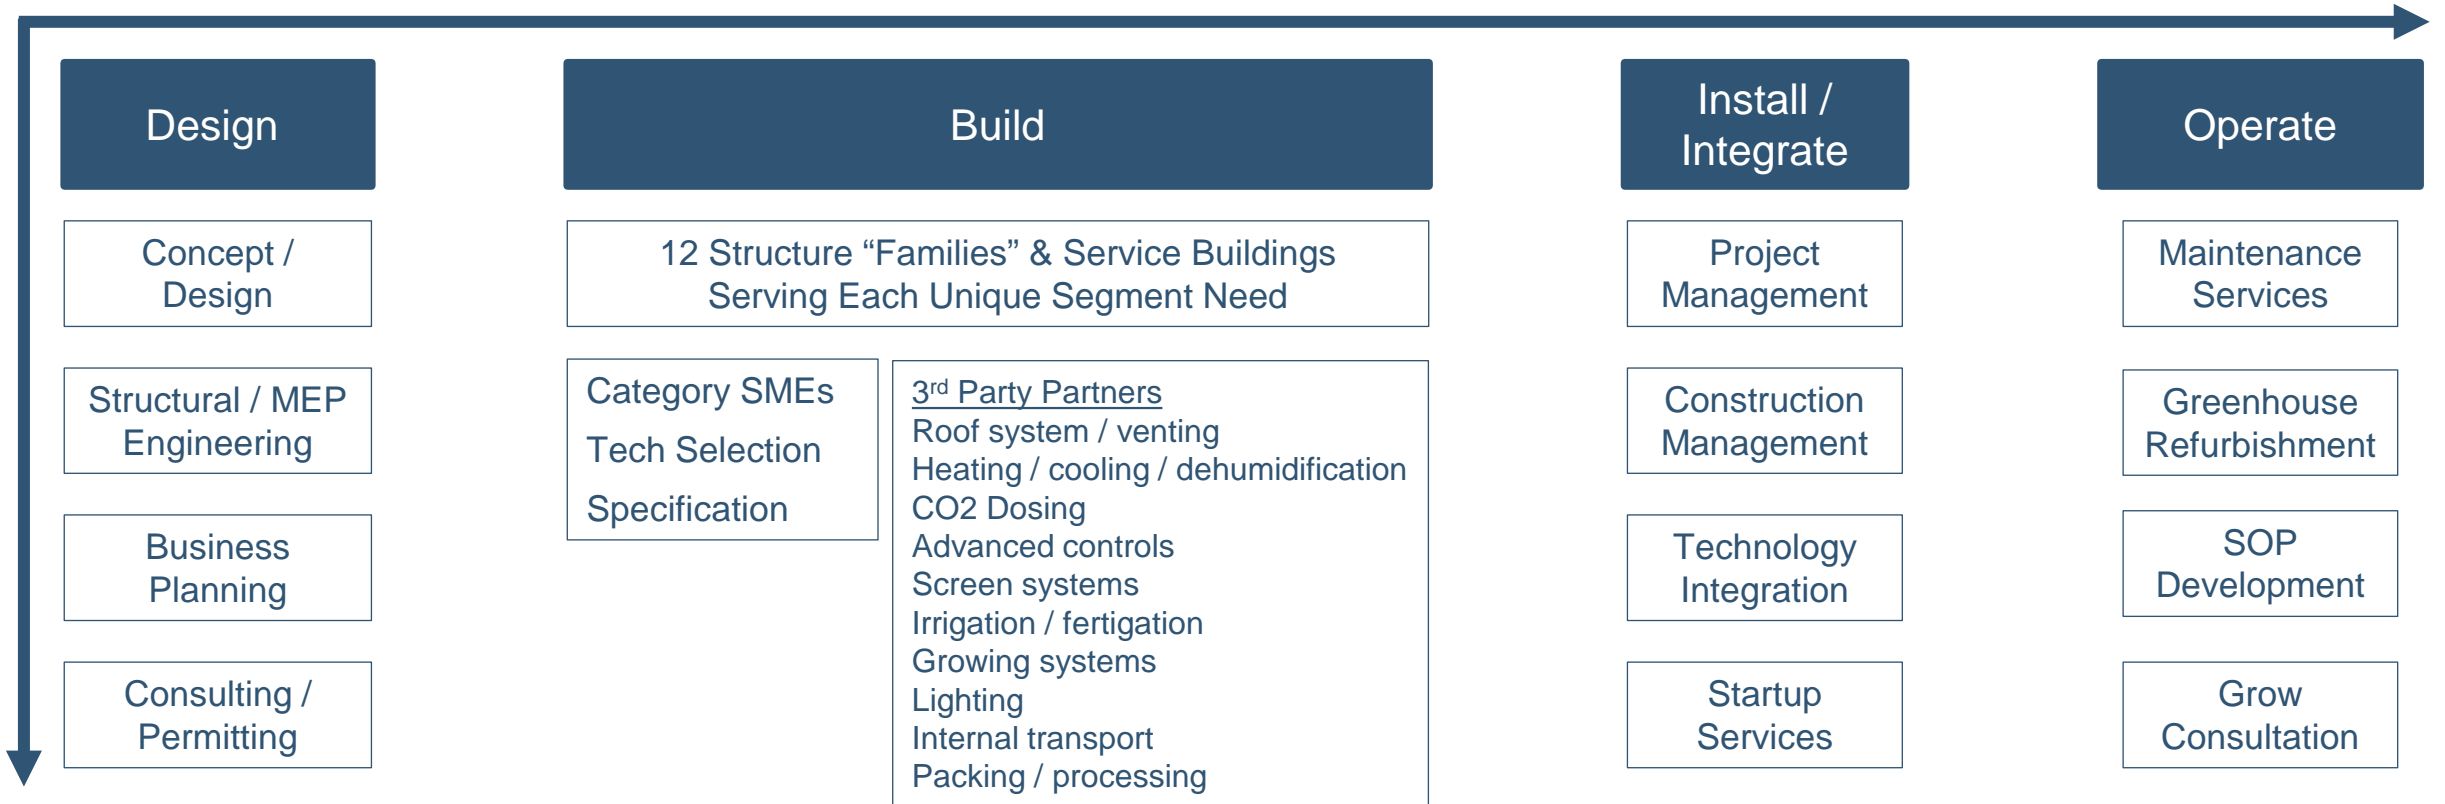 Design
Concept /
Design
Structural / MEP
Engineering
Business
Planning
Consulting /
Permitting
Build
12 Structure “Families” & Service Buildings
Serving Each Unique Segment Need
Category SMEs
Tech Selection
Specification
3rd Party Partners
Roof system / venting
Heating / cooling / dehumidification
CO2 Dosing
Advanced controls
Screen systems
Irrigation / fertigation
Growing systems
Lighting
Internal transport
Packing / processing
Install /
Integrate
Project
Management
Construction
Management
Technology
Integration
Startup
Services
Operate
Maintenance
Services
Greenhouse
Refurbishment
SOP
Development
Grow
Consultation